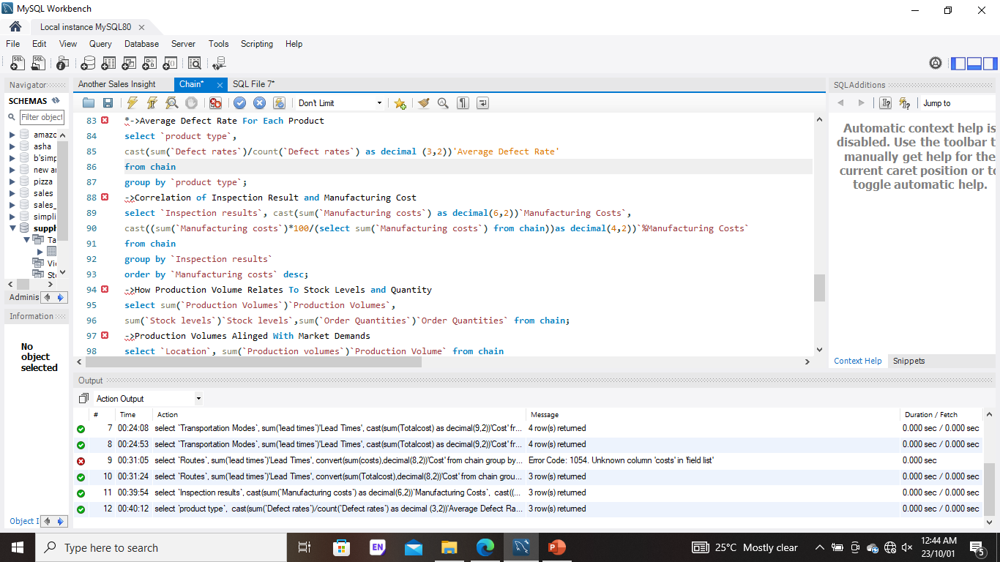 MySQL Workbench
Local instance MySQL80
File Edit View Query Database Server Tools Scripting Help
Navigator
SCHEMAS
Filter object
amazo
asha
b'simp
new ar
pizza
sales
sales_
simpli
suppl
Ta
Vi
St
Adminis
Information
No
object
selected
Object I
Another Sales Insight Chain* SQL File 7*
Don't Limit
83 *->Average Defect Rate For Each Product
84 select `product type`,
85 cast(sum(`Defect rates`)/count(`Defect rates`) as decimal (3,2))'Average Defect Rate'
86 from chain
87 group by `product type`;
88 ->Correlation of Inspection Result and Manufacturing Cost
89 select `Inspection results`, cast(sum(`Manufacturing costs`) as decimal(6,2))`Manufacturing Costs`,
90 cast((sum(`Manufacturing costs`)*100/(select sum(`Manufacturing costs`) from chain))as decimal(4,2))`%Manufacturing Costs`
91 from chain
92 group by `Inspection results`
93 order by `Manufacturing costs` desc;
94 ->How Production Volume Relates To Stock Levels and Quantity
95 select sum(`Production Volumes`)`Production Volumes`,
96 sum(`Stock levels`)`Stock levels`,sum(`Order Quantities`)`Order Quantities` from chain;
97 ->Production Volumes Alinged With Market Demands
98 select `Location`, sum(`Production volumes`)`Production Volume` from chain
SQLAdditions
Jump to
Automatic context help is
disabled. Use the toolbar t
manually get help for the
current caret position or to
toggle automatic help.
Context Help Snippets
Output
Action Output
# Time Action Message Duration / Fetch
7 00:24:08 select `Transportation Modes`, sum(`lead times`)'Lead Times', cast(sum(Totalcost) as decimal(9,2))'Cost' fr... 4 row(s) returned 0.000 sec / 0.000 sec
8 00:24:53 select `Transportation Modes`, sum(`lead times`)'Lead Times', cast(sum(Totalcost) as decimal(9,2))'Cost' fr... 4 row(s) returned 0.000 sec / 0.000 sec
9 00:31:05 select `Routes`, sum(`lead times`)'Lead Times', convert(sum(costs),decimal(8,2))'Cost' from chain group by... Error Code: 1054. Unknown column 'costs' in 'field list' 0.000 sec
10 00:31:24 select `Routes`, sum(`lead times`)'Lead Times', convert(sum(Totalcost),decimal(8,2))'Cost' from chain grou... 3 row(s) returned 0.000 sec / 0.000 sec
11 00:39:54 select `Inspection results`, cast(sum(`Manufacturing costs`) as decimal(6,2))`Manufacturing Costs`, cast((... 3 row(s) returned 0.000 sec / 0.000 sec
12 00:40:12 select `product type`, cast(sum(`Defect rates`)/count(`Defect rates`) as decimal (3,2))'Average Defect Ra... 3 row(s) returned 0.000 sec / 0.000 sec
Type here to search
EN
25°C Mostly clear
12:44 AM
23/10/01
5